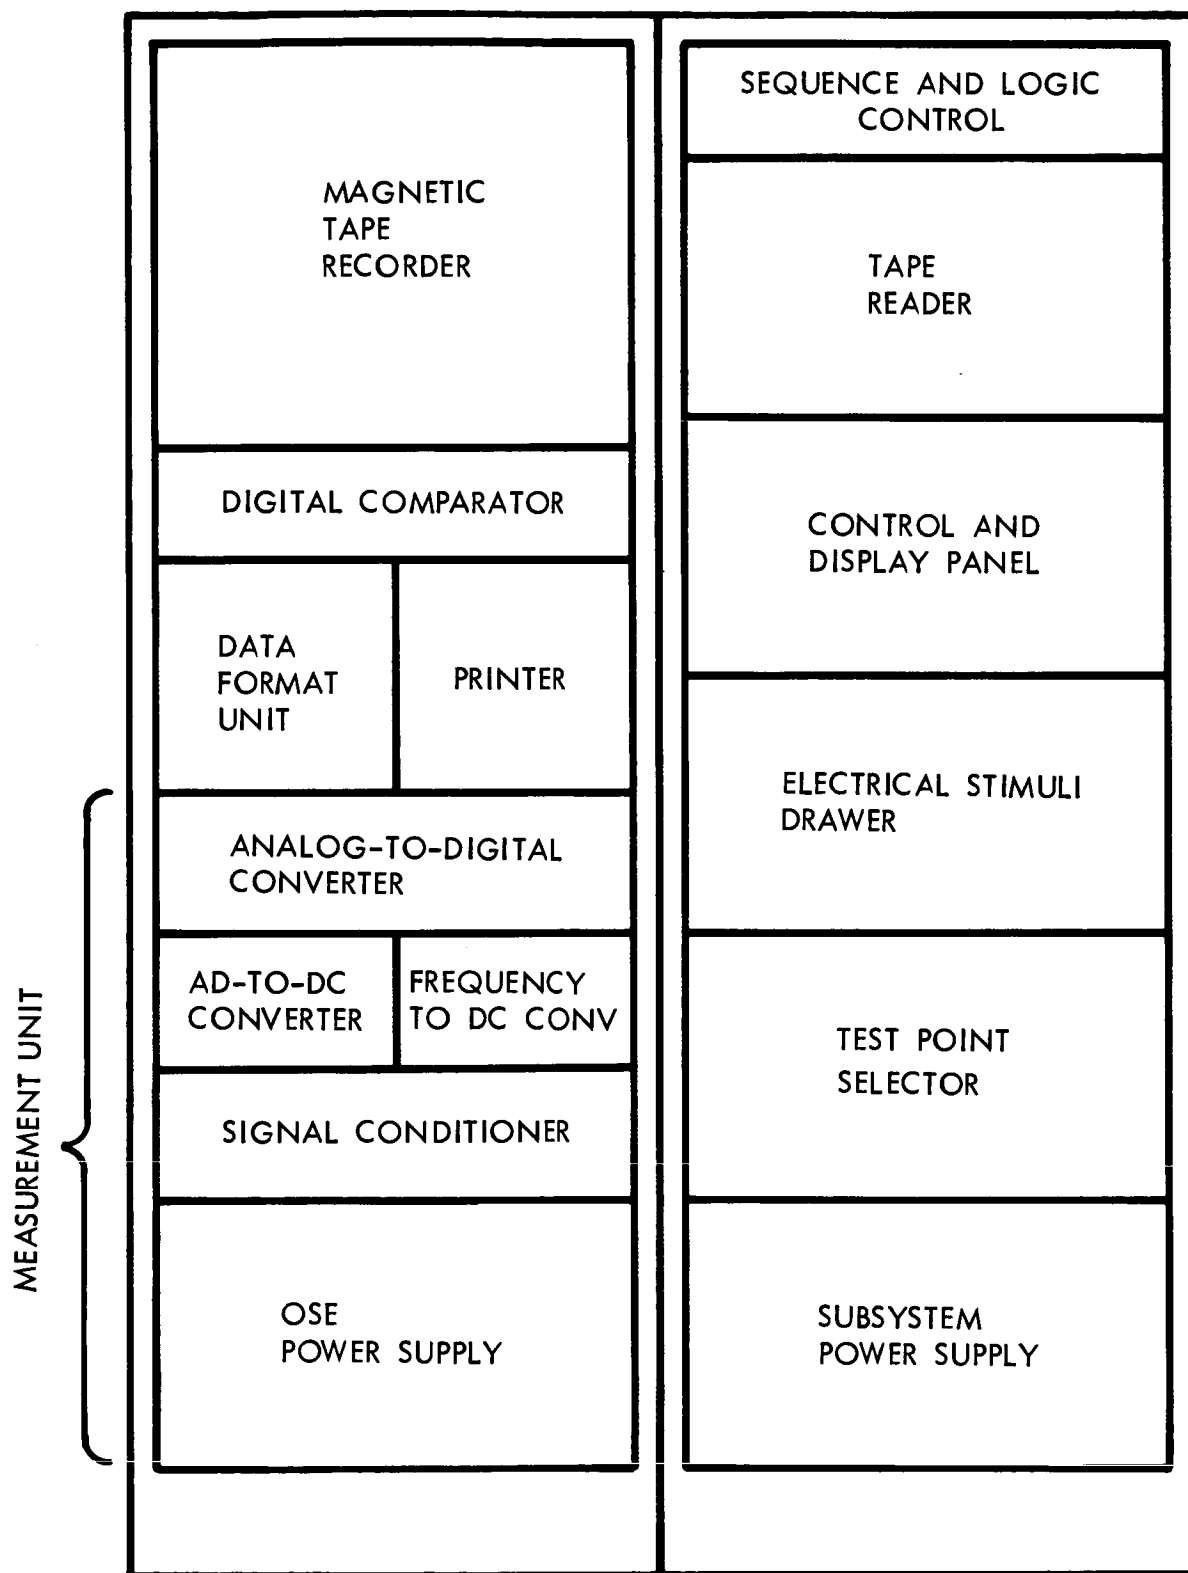 MAGNETIC
TAPE
RECORDER
DIGITAL COMPARATOR
DATA
FORMAT
UNIT
PRINTER
ANALOG-TO-DIGITAL
CONVERTER
AD-TO-DC
CONVERTER
FREQUENCY
TO DC CONV
SIGNAL CONDITIONER
OSE
POWER SUPPLY
MEASUREMENT UNIT
SEQUENCE AND LOGIC
CONTROL
TAPE
READER
CONTROL AND
DISPLAY PANEL
ELECTRICAL STIMULI
DRAWER
TEST POINT
SELECTOR
SUBSYSTEM
POWER SUPPLY